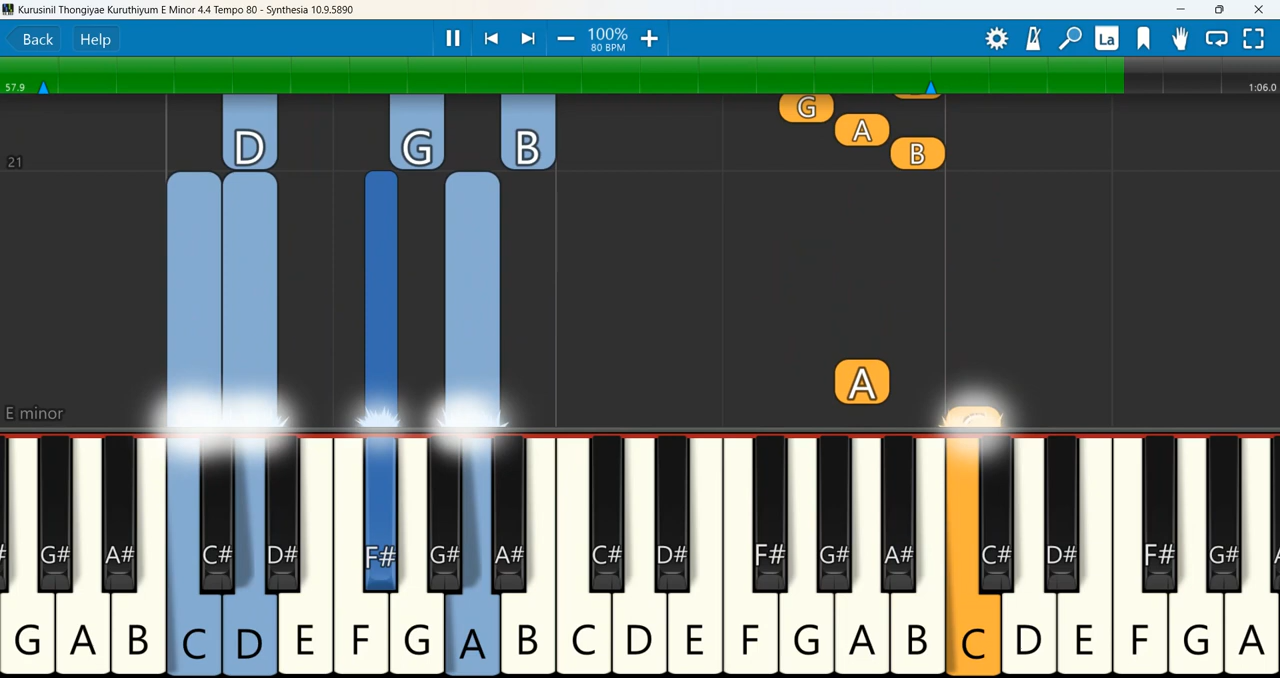 Kurusinil Thongiyae Kuruthiyum E Minor 4.4 Tempo 80 - Synthesia 10.9.5890
Back Help 100% La
80 BPM
57.9 1:06.0
G
A
D G B B
21
A
E minor
G# A# C# D# F# G# A# C# D# F# G# A# C# D# F# G#
G A B C D E F G A B C D E F G A B C D E F G A